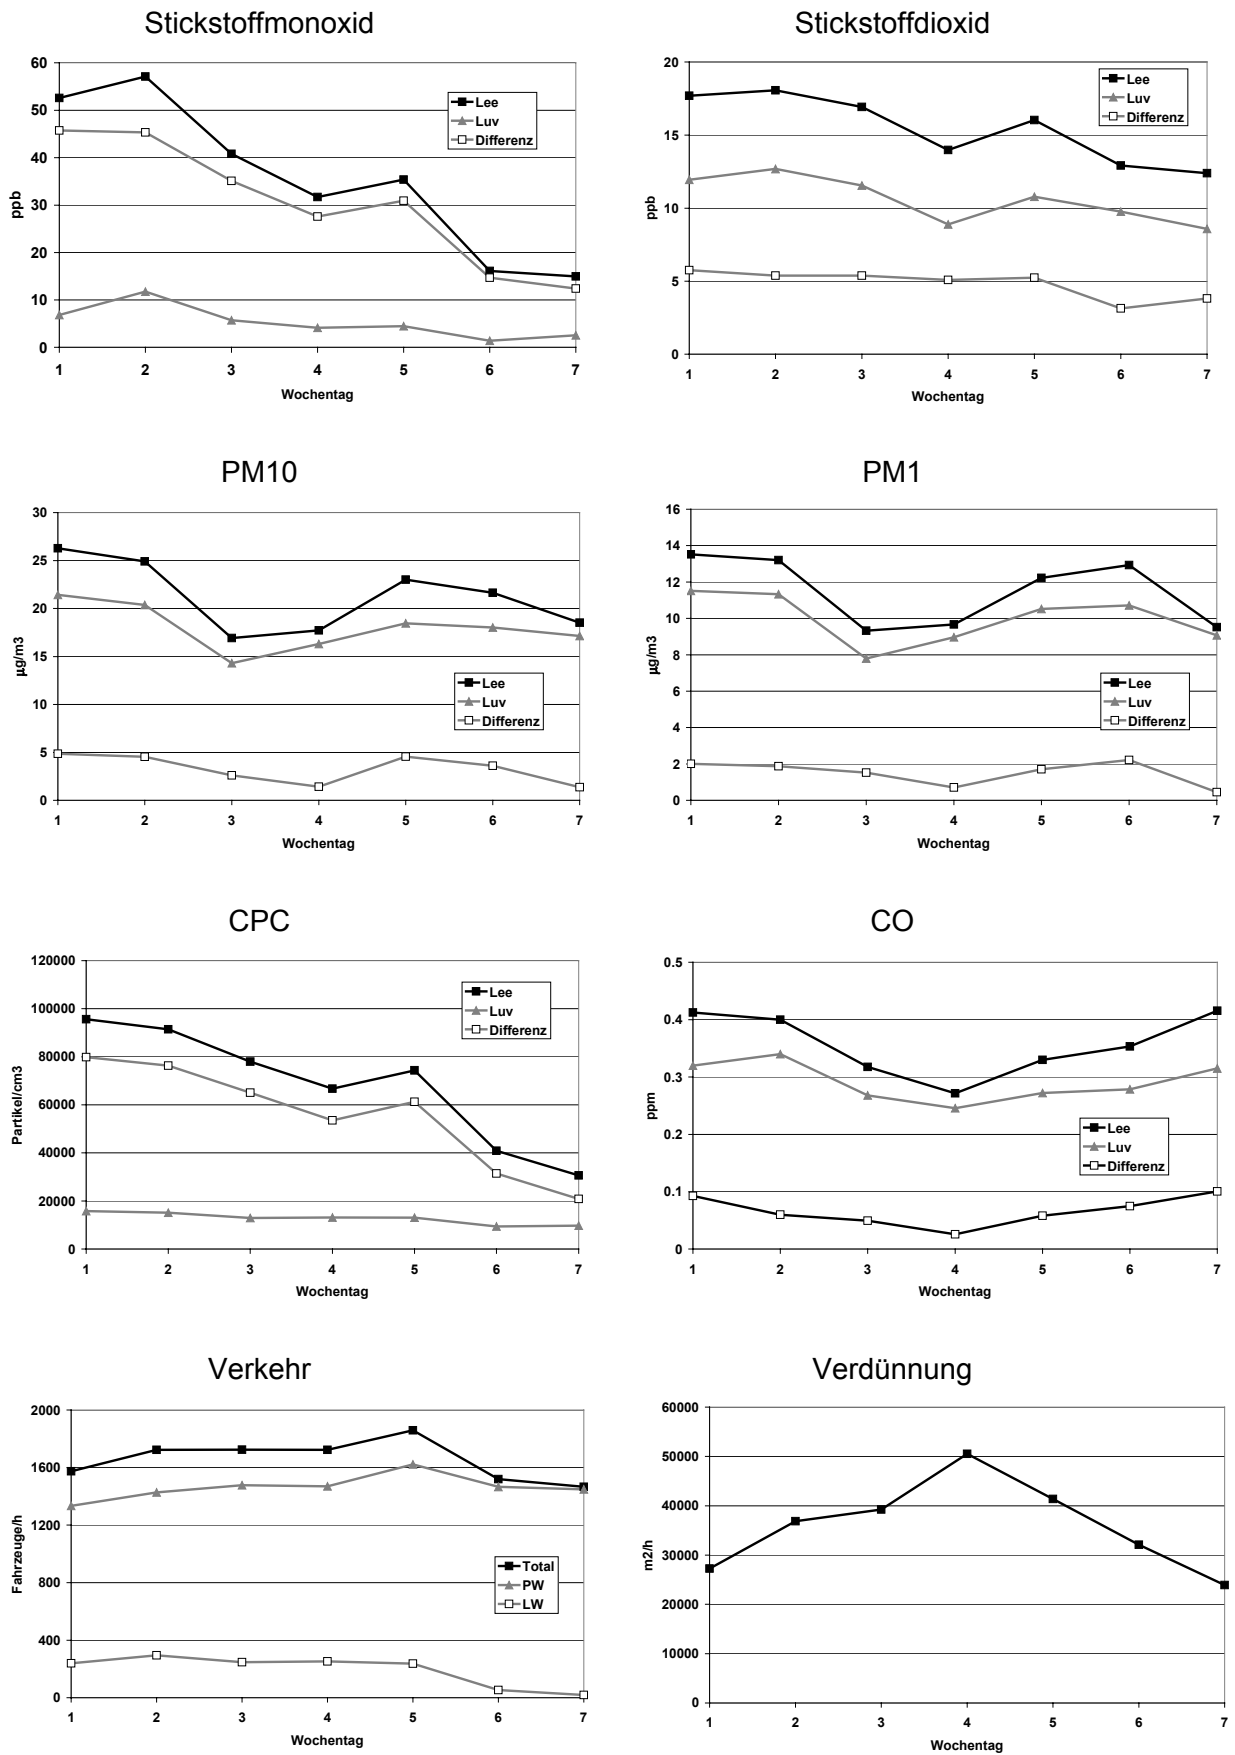 Stickstoffmonoxid
60
50
40
30
20
10
0
ppb
Lee
Luv
Differenz
1 2 3 4 5 6 7
Wochentag
Stickstoffdioxid
20
15
10
5
0
ppb
Lee
Luv
Differenz
1 2 3 4 5 6 7
Wochentag
PM10
30
25
20
15
10
5
0
µg/m3
Lee
Luv
Differenz
1 2 3 4 5 6 7
Wochentag
PM1
16
14
12
10
8
6
4
2
0
µg/m3
Lee
Luv
Differenz
1 2 3 4 5 6 7
Wochentag
CPC
120000
100000
80000
60000
40000
20000
0
Partikel/cm3
Lee
Luv
Differenz
1 2 3 4 5 6 7
Wochentag
CO
0.5
0.4
0.3
0.2
0.1
0
ppm
Lee
Luv
Differenz
1 2 3 4 5 6 7
Wochentag
Verkehr
2000
1600
1200
800
400
0
Fahrzeuge/h
Total
PW
LW
1 2 3 4 5 6 7
Wochentag
Verdünnung
60000
50000
40000
30000
20000
10000
0
m2/h
1 2 3 4 5 6 7
Wochentag